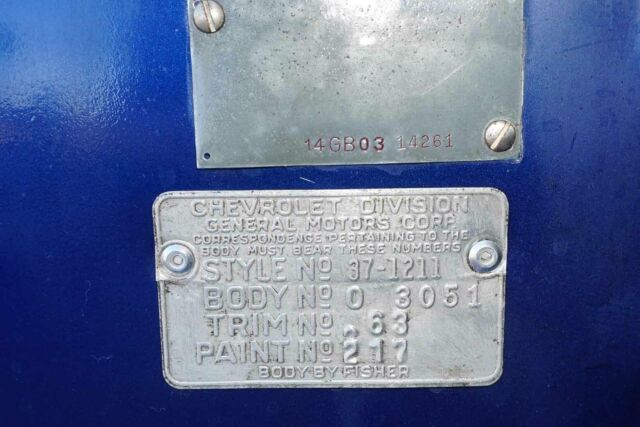 14GB03 14261
CHEVROLET DIVISION
GENERAL MOTORS CORP.
CORRESPONDENCE PERTAINING TO THE
BODY MUST BEAR THESE NUMBERS
STYLE NO 37-1211
BODY NO O 3051
TRIM NO. 63
PAINT NO 217
BODY BY FISHER